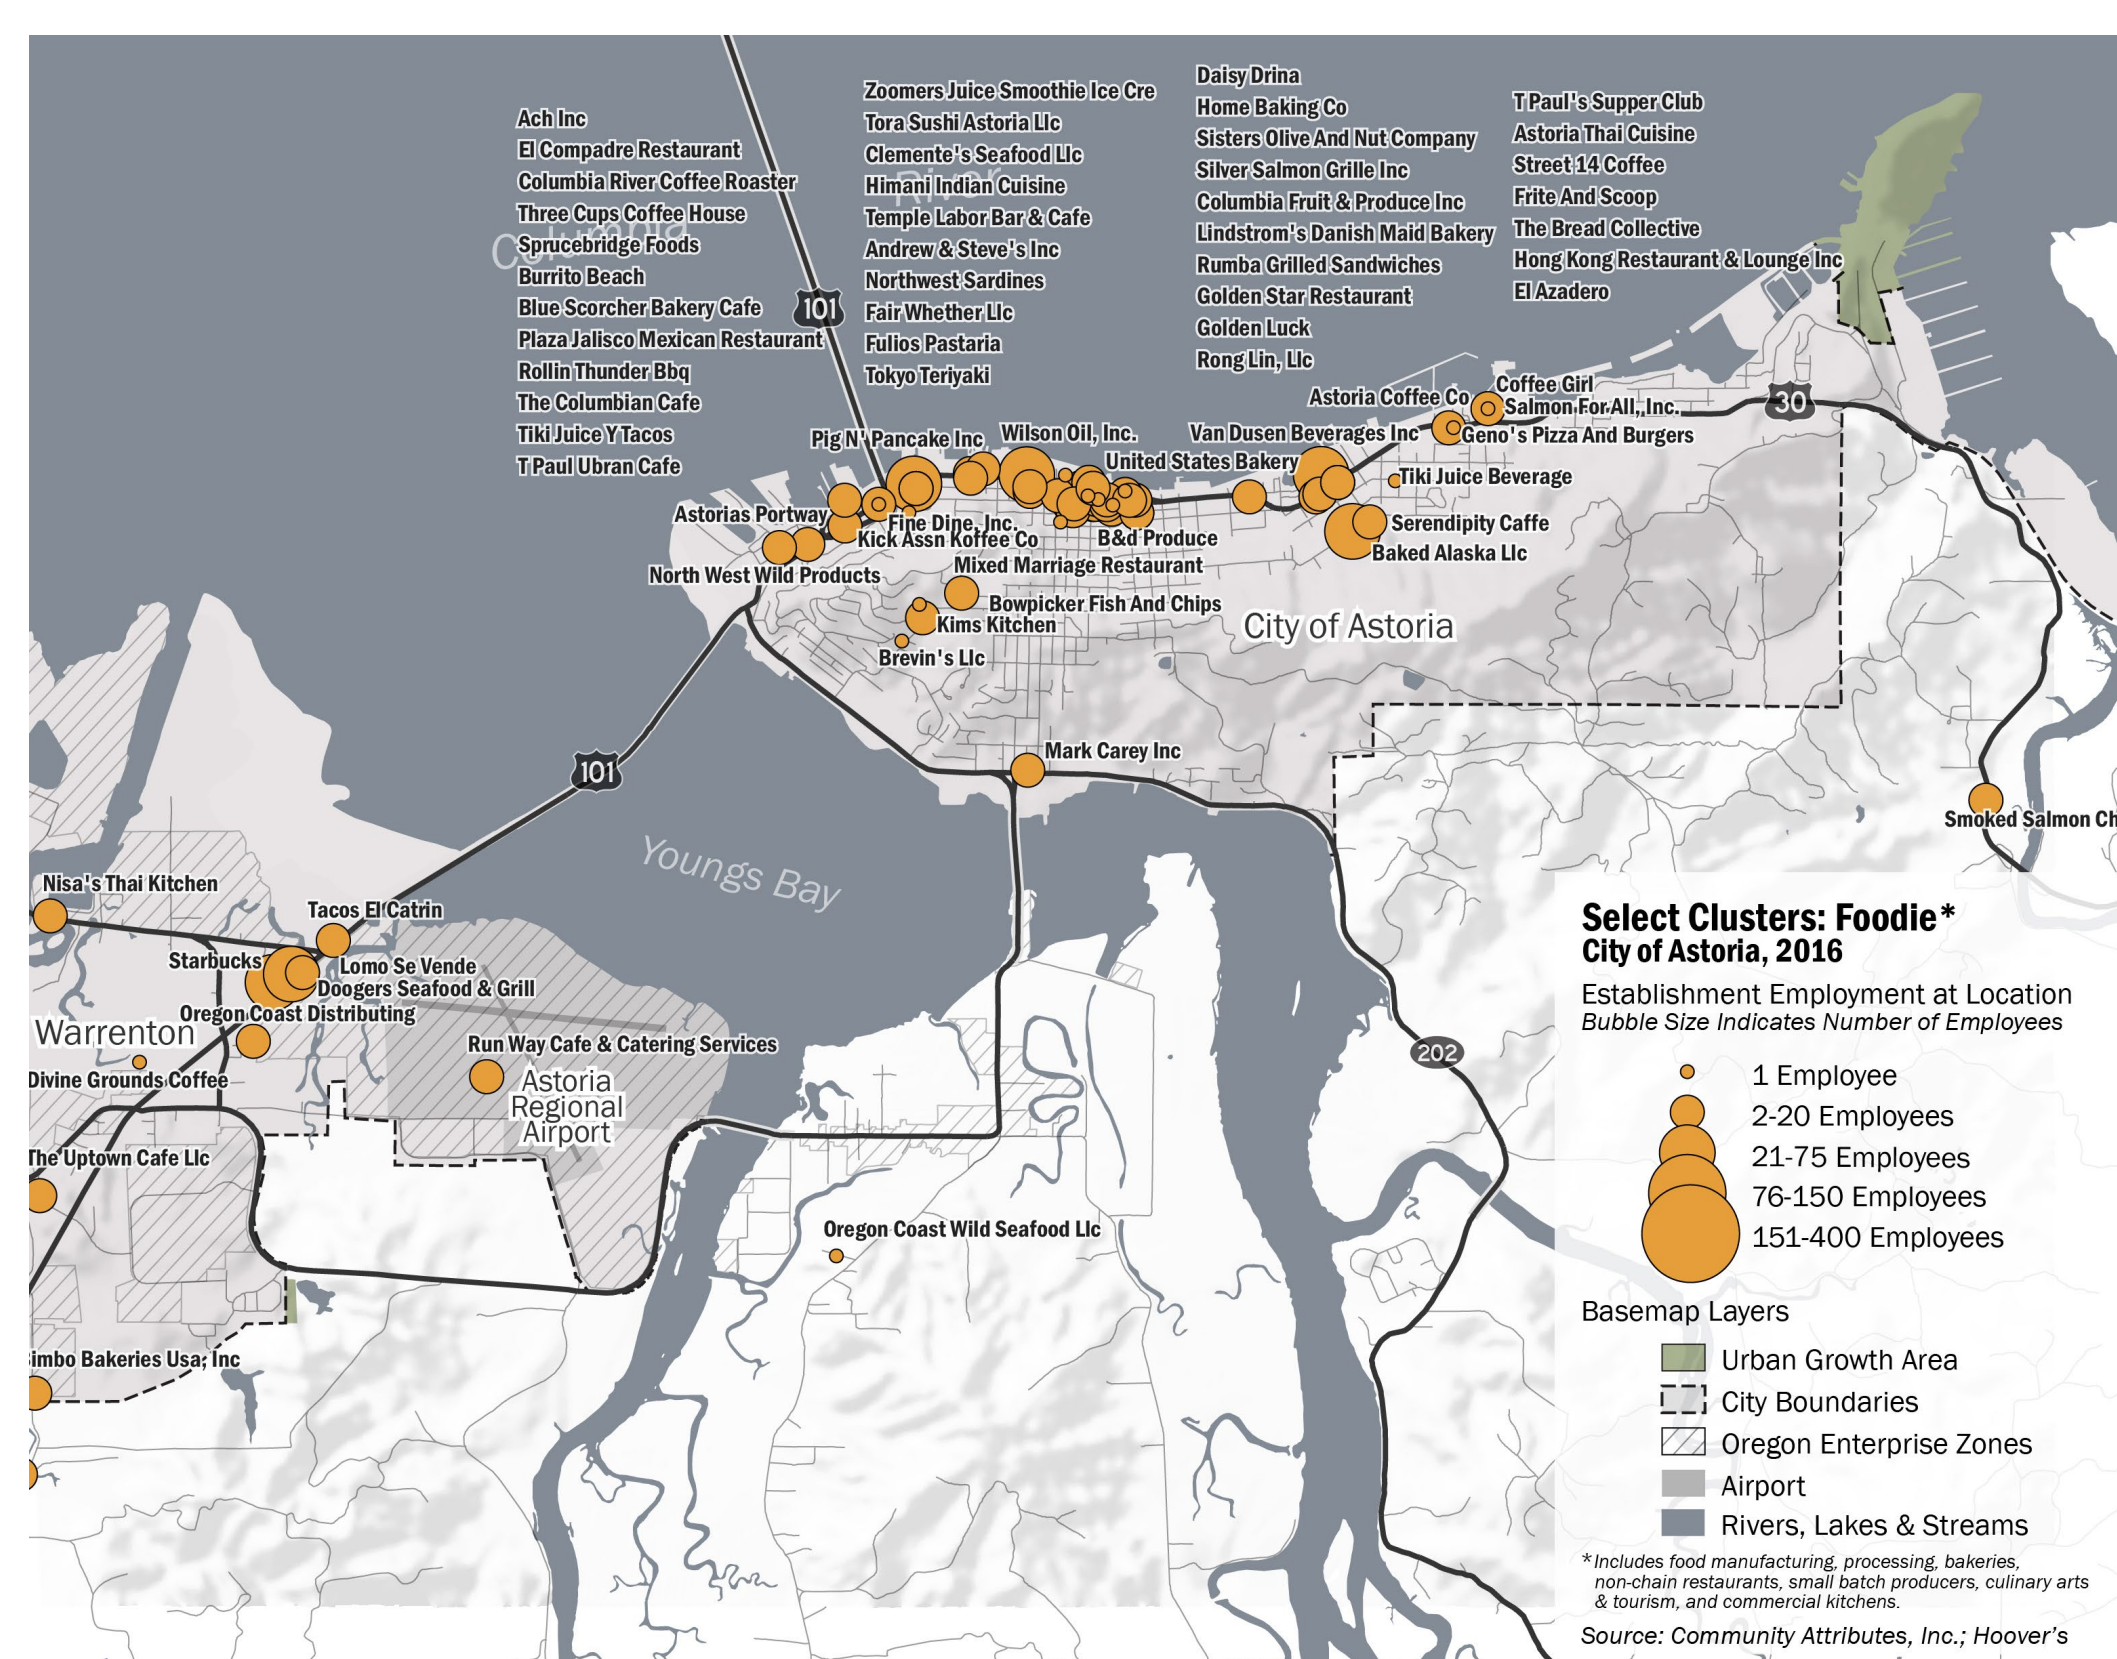 Ach Inc
El Compadre Restaurant
Columbia River Coffee Roaster
Three Cups Coffee House
Sprucebridge Foods
Burrito Beach
Blue Scorcher Bakery Cafe
Plaza Jalisco Mexican Restaurant
Rollin Thunder Bbq
The Columbian Cafe
Tiki Juice Y Tacos
T Paul Ubran Cafe
Zoomers Juice Smoothie Ice Cre
Tora Sushi Astoria Llc
Clemente's Seafood Llc
Himani Indian Cuisine
Temple Labor Bar & Cafe
Andrew & Steve's Inc
Northwest Sardines
Fair Whether Llc
Fulios Pastaria
Tokyo Teriyaki
Daisy Drina
Home Baking Co
Sisters Olive And Nut Company
Silver Salmon Grille Inc
Columbia Fruit & Produce Inc
Lindstrom's Danish Maid Bakery
Rumba Grilled Sandwiches
Golden Star Restaurant
Golden Luck
Rong Lin, Llc
T Paul's Supper Club
Astoria Thai Cuisine
Street 14 Coffee
Frite And Scoop
The Bread Collective
Hong Kong Restaurant & Lounge Inc
El Azadero
Columbia
River
101
30
Coffee Girl
Astoria Coffee Co
Salmon For All, Inc.
Geno's Pizza And Burgers
Pig N' Pancake Inc
Wilson Oil, Inc.
Van Dusen Beverages Inc
United States Bakery
Tiki Juice Beverage
Astorias Portway
Fine Dine, Inc.
Kick Assn Koffee Co
B&d Produce
Serendipity Caffe
Baked Alaska Llc
North West Wild Products
Mixed Marriage Restaurant
Bowpicker Fish And Chips
Kims Kitchen
Brevin's Llc
City of Astoria
Mark Carey Inc
101
Smoked Salmon Ch
Youngs Bay
Nisa's Thai Kitchen
Tacos El Catrin
Starbucks
Lomo Se Vende
Doogers Seafood & Grill
Oregon Coast Distributing
Warrenton
Run Way Cafe & Catering Services
Divine Grounds Coffee
Astoria
Regional
Airport
202
The Uptown Cafe Llc
Oregon Coast Wild Seafood Llc
imbo Bakeries Usa, Inc
Select Clusters: Foodie*
City of Astoria, 2016
Establishment Employment at Location
Bubble Size Indicates Number of Employees
1 Employee
2-20 Employees
21-75 Employees
76-150 Employees
151-400 Employees
Basemap Layers
Urban Growth Area
City Boundaries
Oregon Enterprise Zones
Airport
Rivers, Lakes & Streams
*Includes food manufacturing, processing, bakeries,
non-chain restaurants, small batch producers, culinary arts
& tourism, and commercial kitchens.
Source: Community Attributes, Inc.; Hoover's